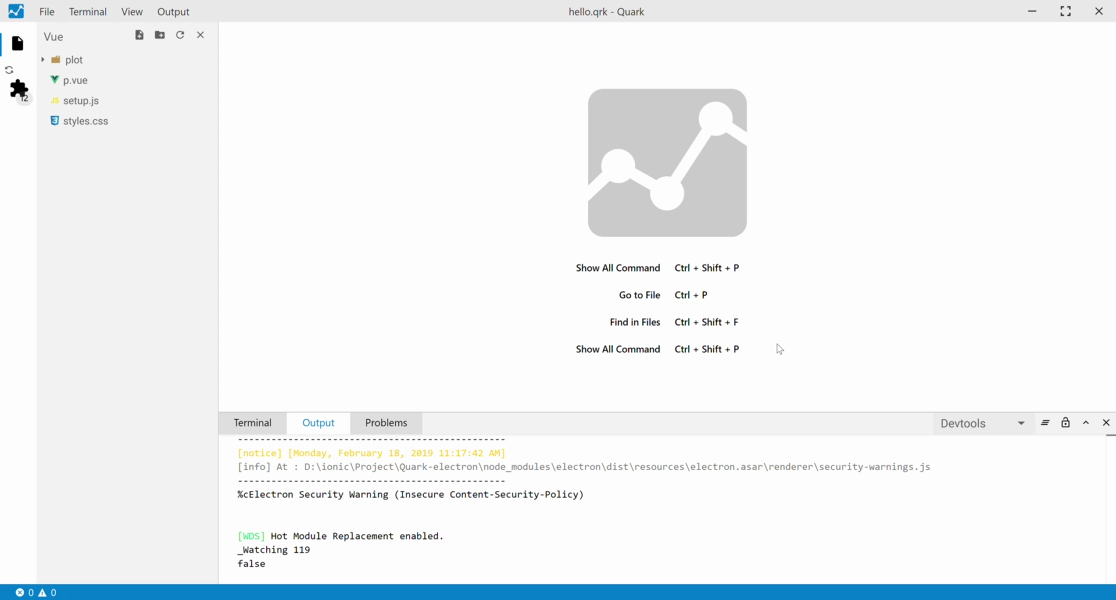 File Terminal View Output hello.qrk - Quark
Vue
plot
p.vue
JS setup.js
styles.css
12
Show All Command Ctrl + Shift + P
Go to File Ctrl + P
Find in Files Ctrl + Shift + F
Show All Command Ctrl + Shift + P
Terminal Output Problems Devtools
------------------------------------------------
[notice] [Monday, February 18, 2019 11:17:42 AM]
[info] At : D:\ionic\Project\Quark-electron\node_modules\electron\dist\resources\electron.asar\renderer\security-warnings.js
------------------------------------------------
%cElectron Security Warning (Insecure Content-Security-Policy)
[WDS] Hot Module Replacement enabled.
_Watching 119
false
0 0